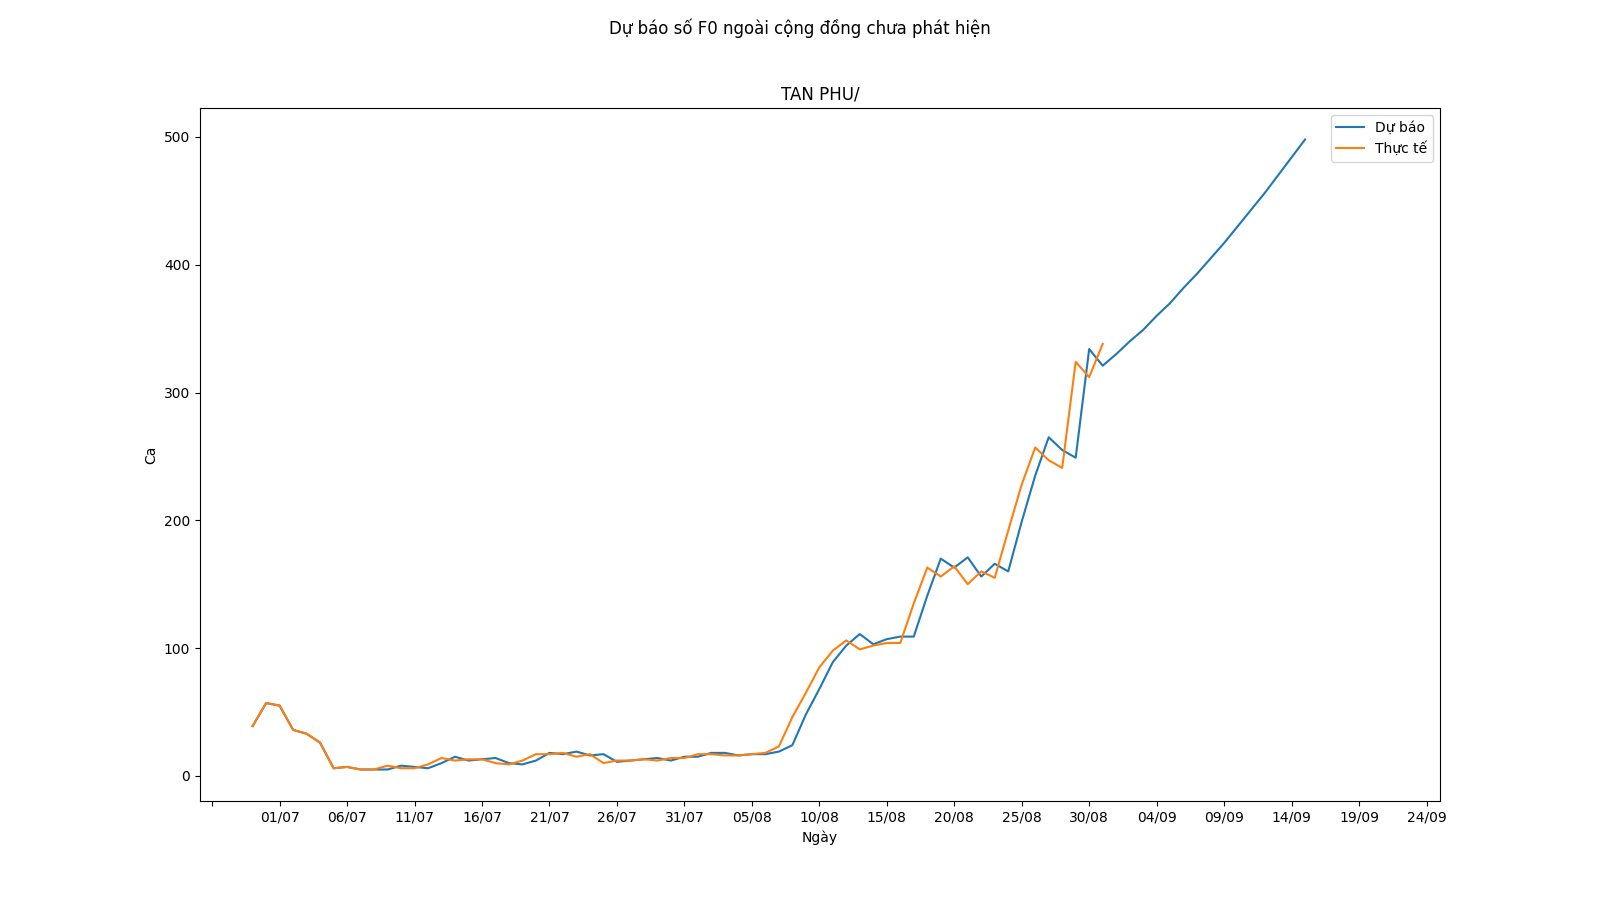 Dự báo số F0 ngoài cộng đồng chưa phát hiện
TAN PHU/
Dự báo
Thực tế
500
400
300
200
100
0
Ca
01/07 06/07 11/07 16/07 21/07 26/07 31/07 05/08 10/08 15/08 20/08 25/08 30/08 04/09 09/09 14/09 19/09 24/09
Ngày